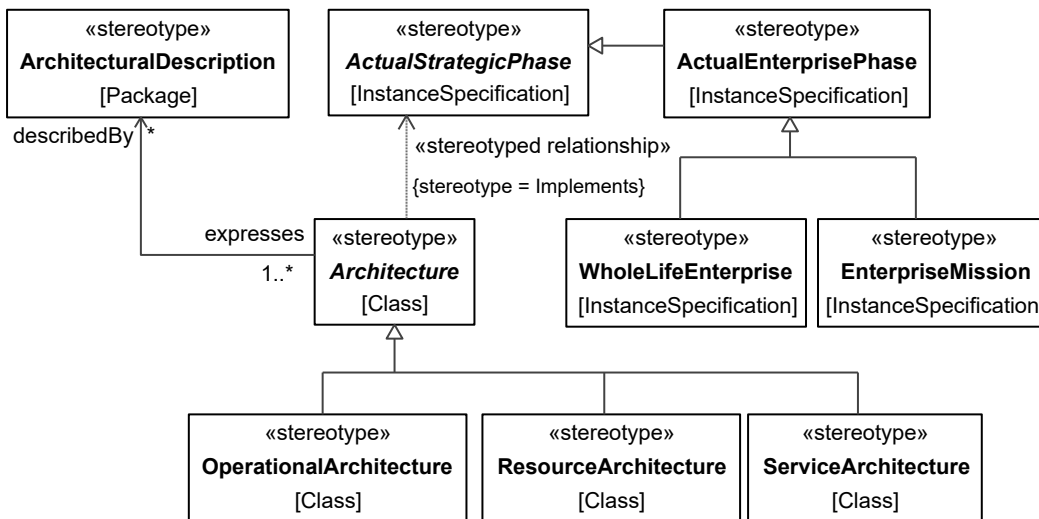 «stereotype»
ArchitecturalDescription
[Package]
«stereotype»
ActualStrategicPhase
[InstanceSpecification]
«stereotype»
ActualEnterprisePhase
[InstanceSpecification]
describedBy
*
«stereotyped relationship»
{stereotype = Implements}
expresses
1..*
«stereotype»
Architecture
[Class]
«stereotype»
WholeLifeEnterprise
[InstanceSpecification]
«stereotype»
EnterpriseMission
[InstanceSpecification
«stereotype»
OperationalArchitecture
[Class]
«stereotype»
ResourceArchitecture
[Class]
«stereotype»
ServiceArchitecture
[Class]